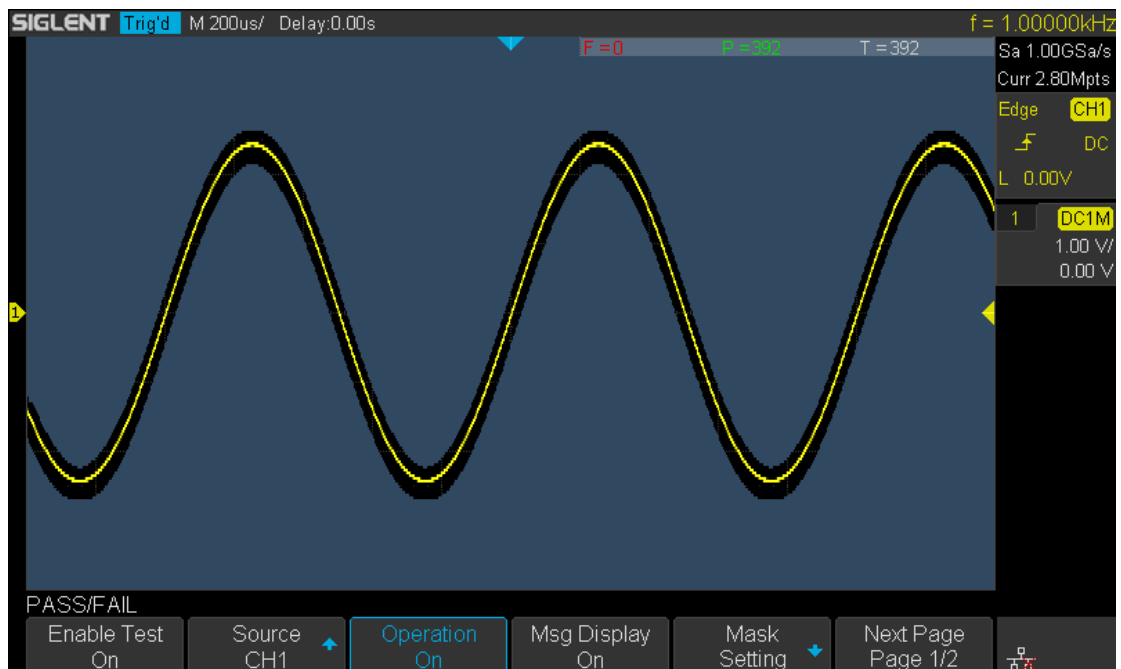 SIGLENT Trig'd M 200us/ Delay:0.00s f = 1.00000kHz
F = 0 P = 392 T = 392
Sa 1.00GSa/s
Curr 2.80Mpts
Edge CH1
DC
L 0.00V
1 DC1M
1.00 V/
0.00 V
1
PASS/FAIL
Enable Test
On
Source
CH1
Operation
On
Msg Display
On
Mask
Setting
Next Page
Page 1/2